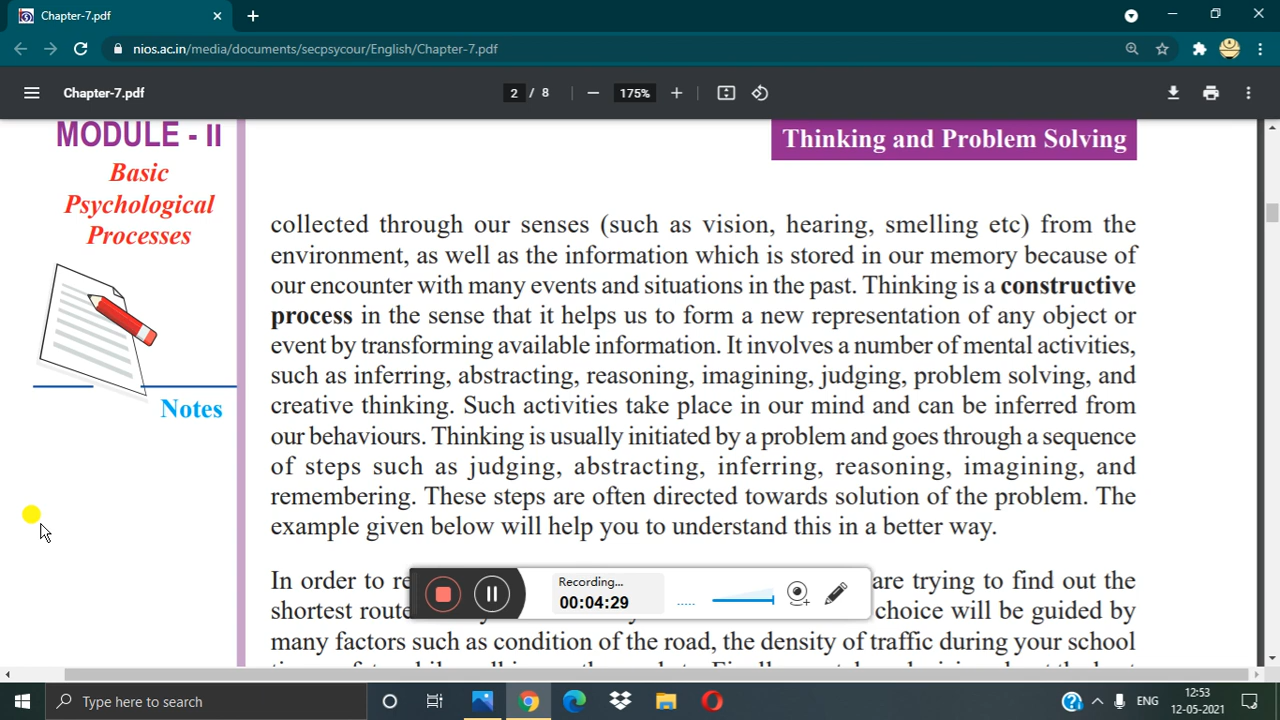 Chapter-7.pdf
nios.ac.in/media/documents/secpsycour/English/Chapter-7.pdf
Chapter-7.pdf
2 / 8
175%
MODULE - II
Basic
Psychological
Processes
Notes
Thinking and Problem Solving
collected through our senses (such as vision, hearing, smelling etc) from the
environment, as well as the information which is stored in our memory because of
our encounter with many events and situations in the past. Thinking is a constructive
process in the sense that it helps us to form a new representation of any object or
event by transforming available information. It involves a number of mental activities,
such as inferring, abstracting, reasoning, imagining, judging, problem solving, and
creative thinking. Such activities take place in our mind and can be inferred from
our behaviours. Thinking is usually initiated by a problem and goes through a sequence
of steps such as judging, abstracting, inferring, reasoning, imagining, and
remembering. These steps are often directed towards solution of the problem. The
example given below will help you to understand this in a better way.
In order to are trying to find out the
shortest route choice will be guided by
many factors such as condition of the road, the density of traffic during your school
Recording...
00:04:29
Type here to search
ENG
12:53
12-05-2021